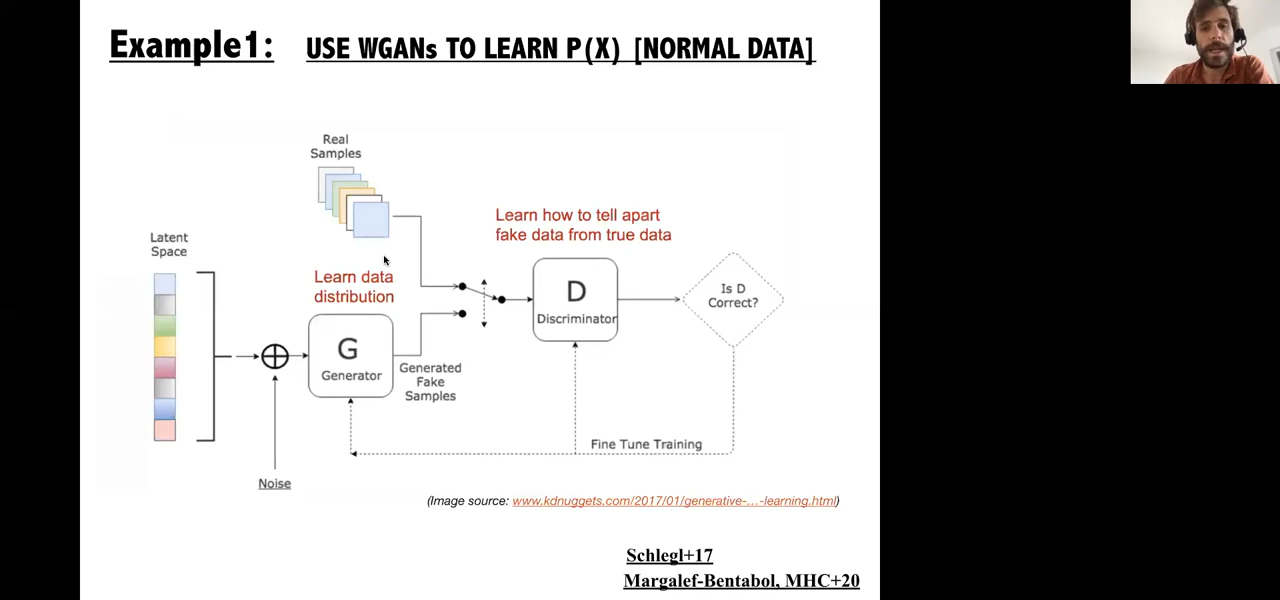 Example1: USE WGANs TO LEARN P(X) [NORMAL DATA]
Real
Samples
Learn how to tell apart
fake data from true data
Latent
Space
Learn data
distribution
D
Discriminator
Is D
Correct?
G
Generator
Generated
Fake
Samples
Fine Tune Training
Noise
(Image source: www.kdnuggets.com/2017/01/generative-...-learning.html)
Schlegl+17
Margalef-Bentabol, MHC+20